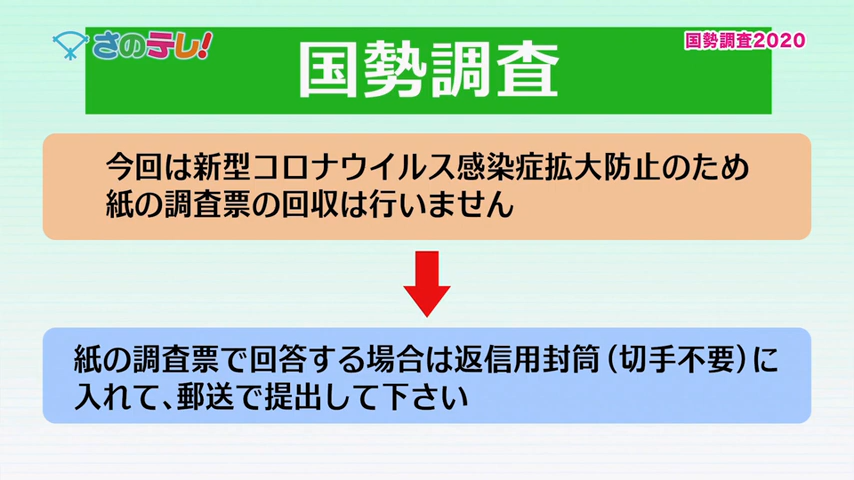 さのテレ!
国勢調査2020
国勢調査
今回は新型コロナウイルス感染症拡大防止のため
紙の調査票の回収は行いません
紙の調査票で回答する場合は返信用封筒(切手不要)に
入れて、郵送で提出して下さい